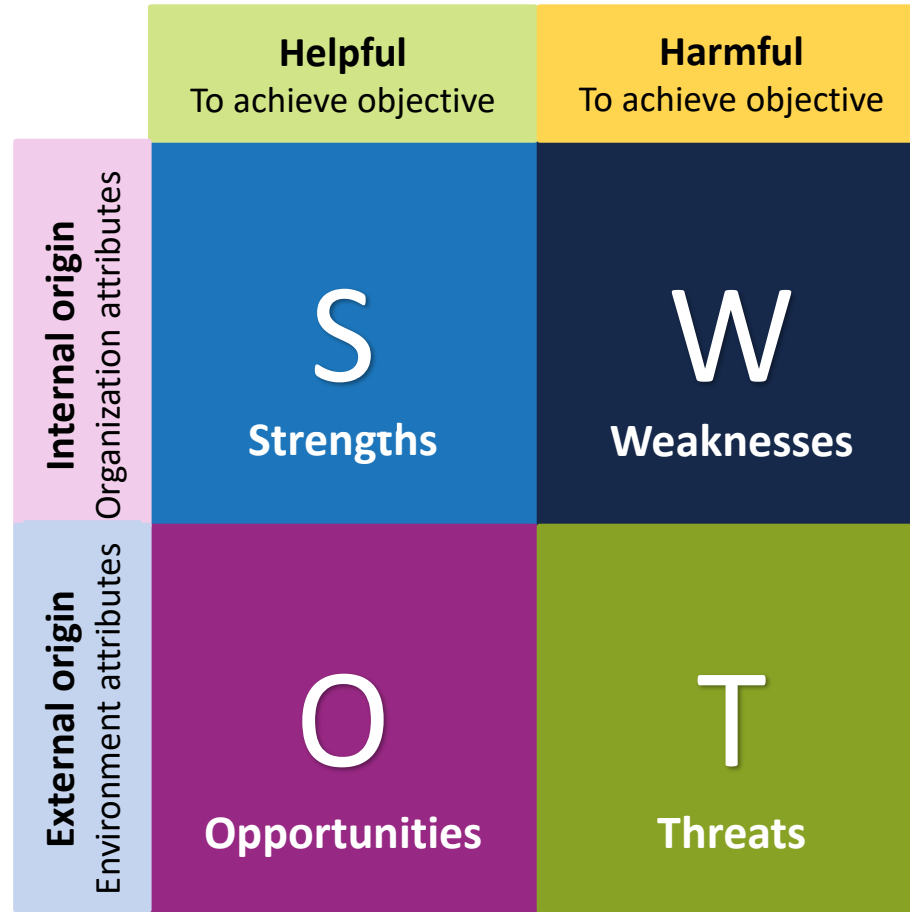 Helpful
To achieve objective
Harmful
To achieve objective
Internal origin
Organization attributes
S
Strengths
W
Weaknesses
External origin
Environment attributes
O
Opportunities
T
Threats